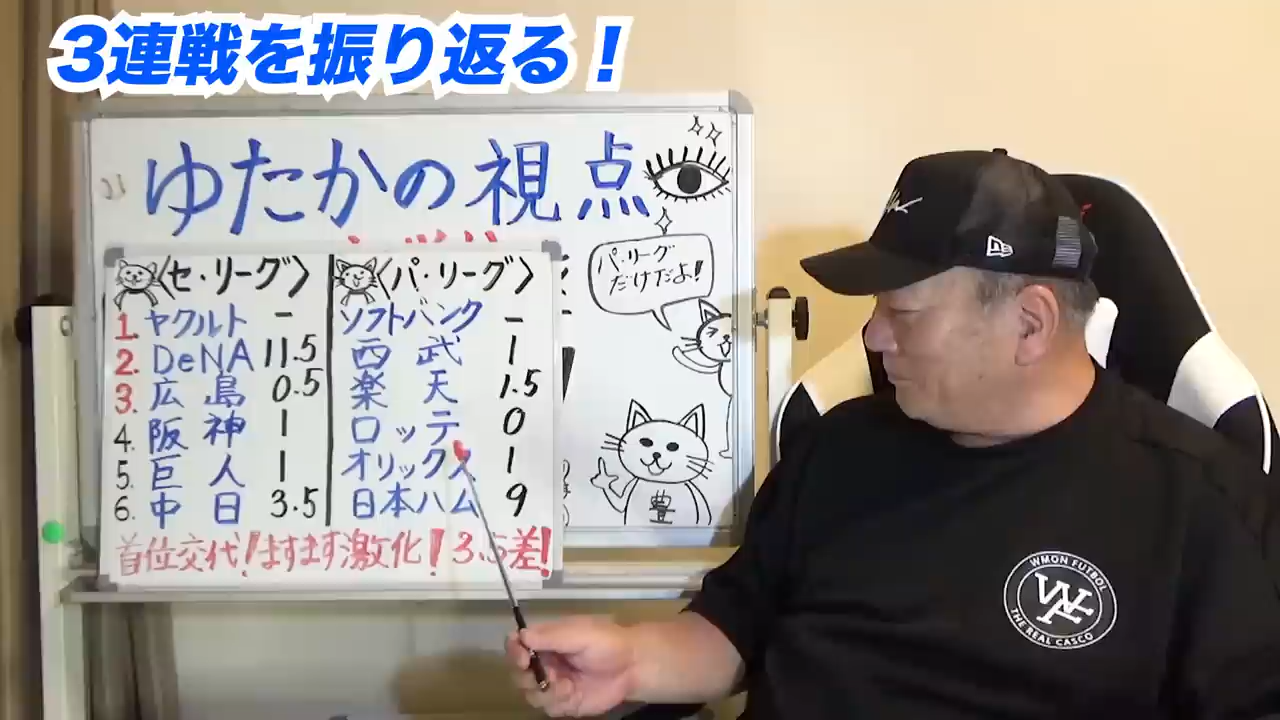 3連戦を振り返る！
ゆたかの視点
パ・リーグ
だけだよ!!
〈セ・リーグ〉
1. ヤクルト -
2. DeNA 11.5
3. 広島 0.5
4. 阪神 1
5. 巨人 1
6. 中日 3.5
〈パ・リーグ〉
ソフトバンク -
西武 1
楽天 1.5
ロッテ 0
オリックス 1
日本ハム 9
首位交代!ますます激化!3.5差!
豊
WMON FUTBOL
THE REAL CASCO